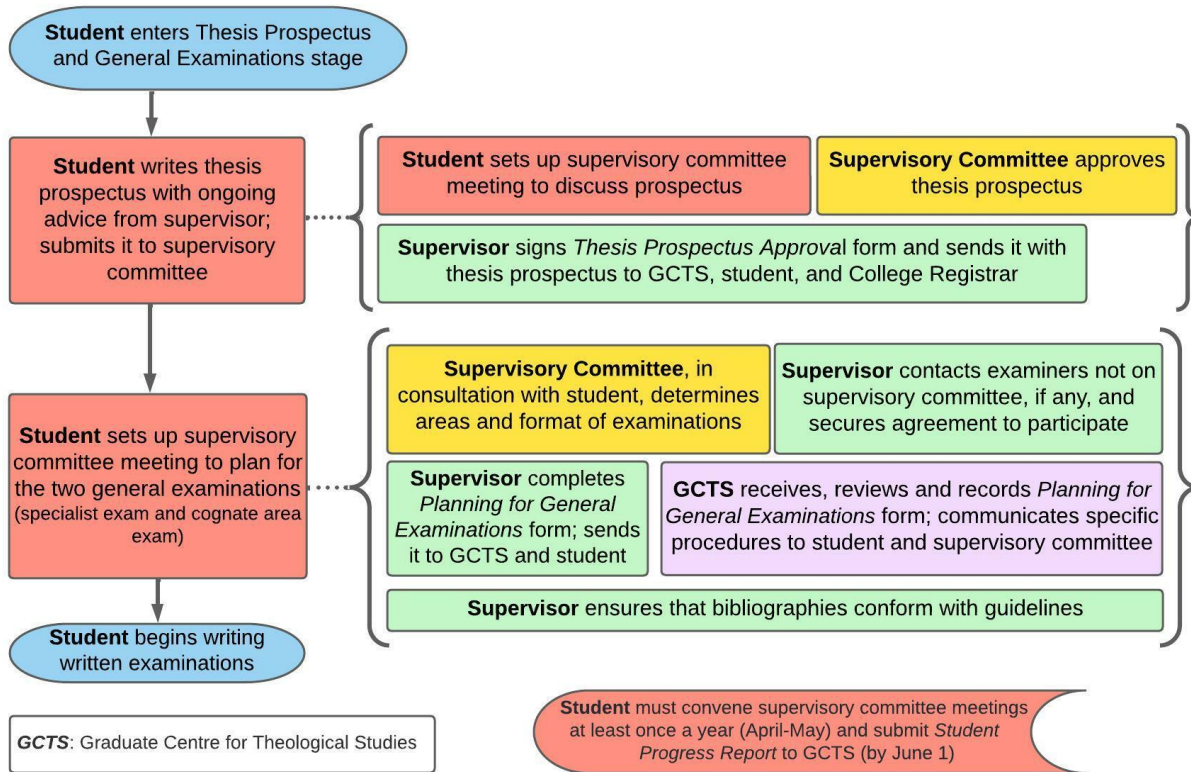 Student enters Thesis Prospectus
and General Examinations stage
Student writes thesis
prospectus with ongoing
advice from supervisor;
submits it to supervisory
committee
Student sets up supervisory committee
meeting to discuss prospectus
Supervisory Committee approves
thesis prospectus
Supervisor signs Thesis Prospectus Approval form and sends it with
thesis prospectus to GCTS, student, and College Registrar
Student sets up supervisory
committee meeting to plan for
the two general examinations
(specialist exam and cognate area
exam)
Supervisory Committee, in
consultation with student, determines
areas and format of examinations
Supervisor contacts examiners not on
supervisory committee, if any, and
secures agreement to participate
Supervisor completes
Planning for General
Examinations form; sends
it to GCTS and student
GCTS receives, reviews and records Planning for
General Examinations form; communicates specific
procedures to student and supervisory committee
Supervisor ensures that bibliographies conform with guidelines
Student begins writing
written examinations
GCTS: Graduate Centre for Theological Studies
Student must convene supervisory committee meetings
at least once a year (April-May) and submit Student
Progress Report to GCTS (by June 1)